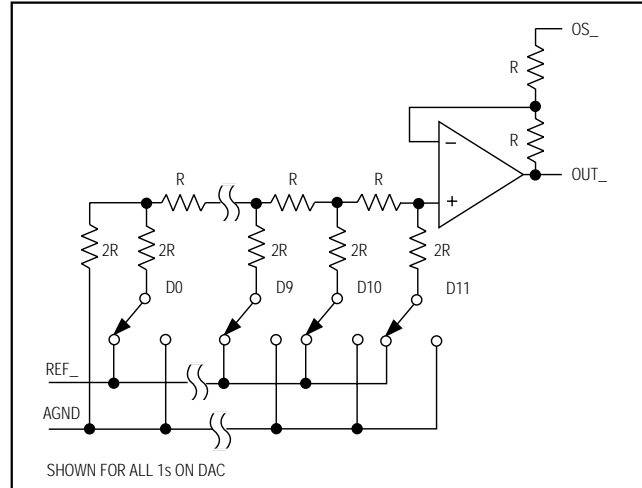 OS_
R
R
OUT_
−
+
R R R
2R 2R 2R 2R 2R
D0 D9 D10 D11
REF_
AGND
SHOWN FOR ALL 1s ON DAC